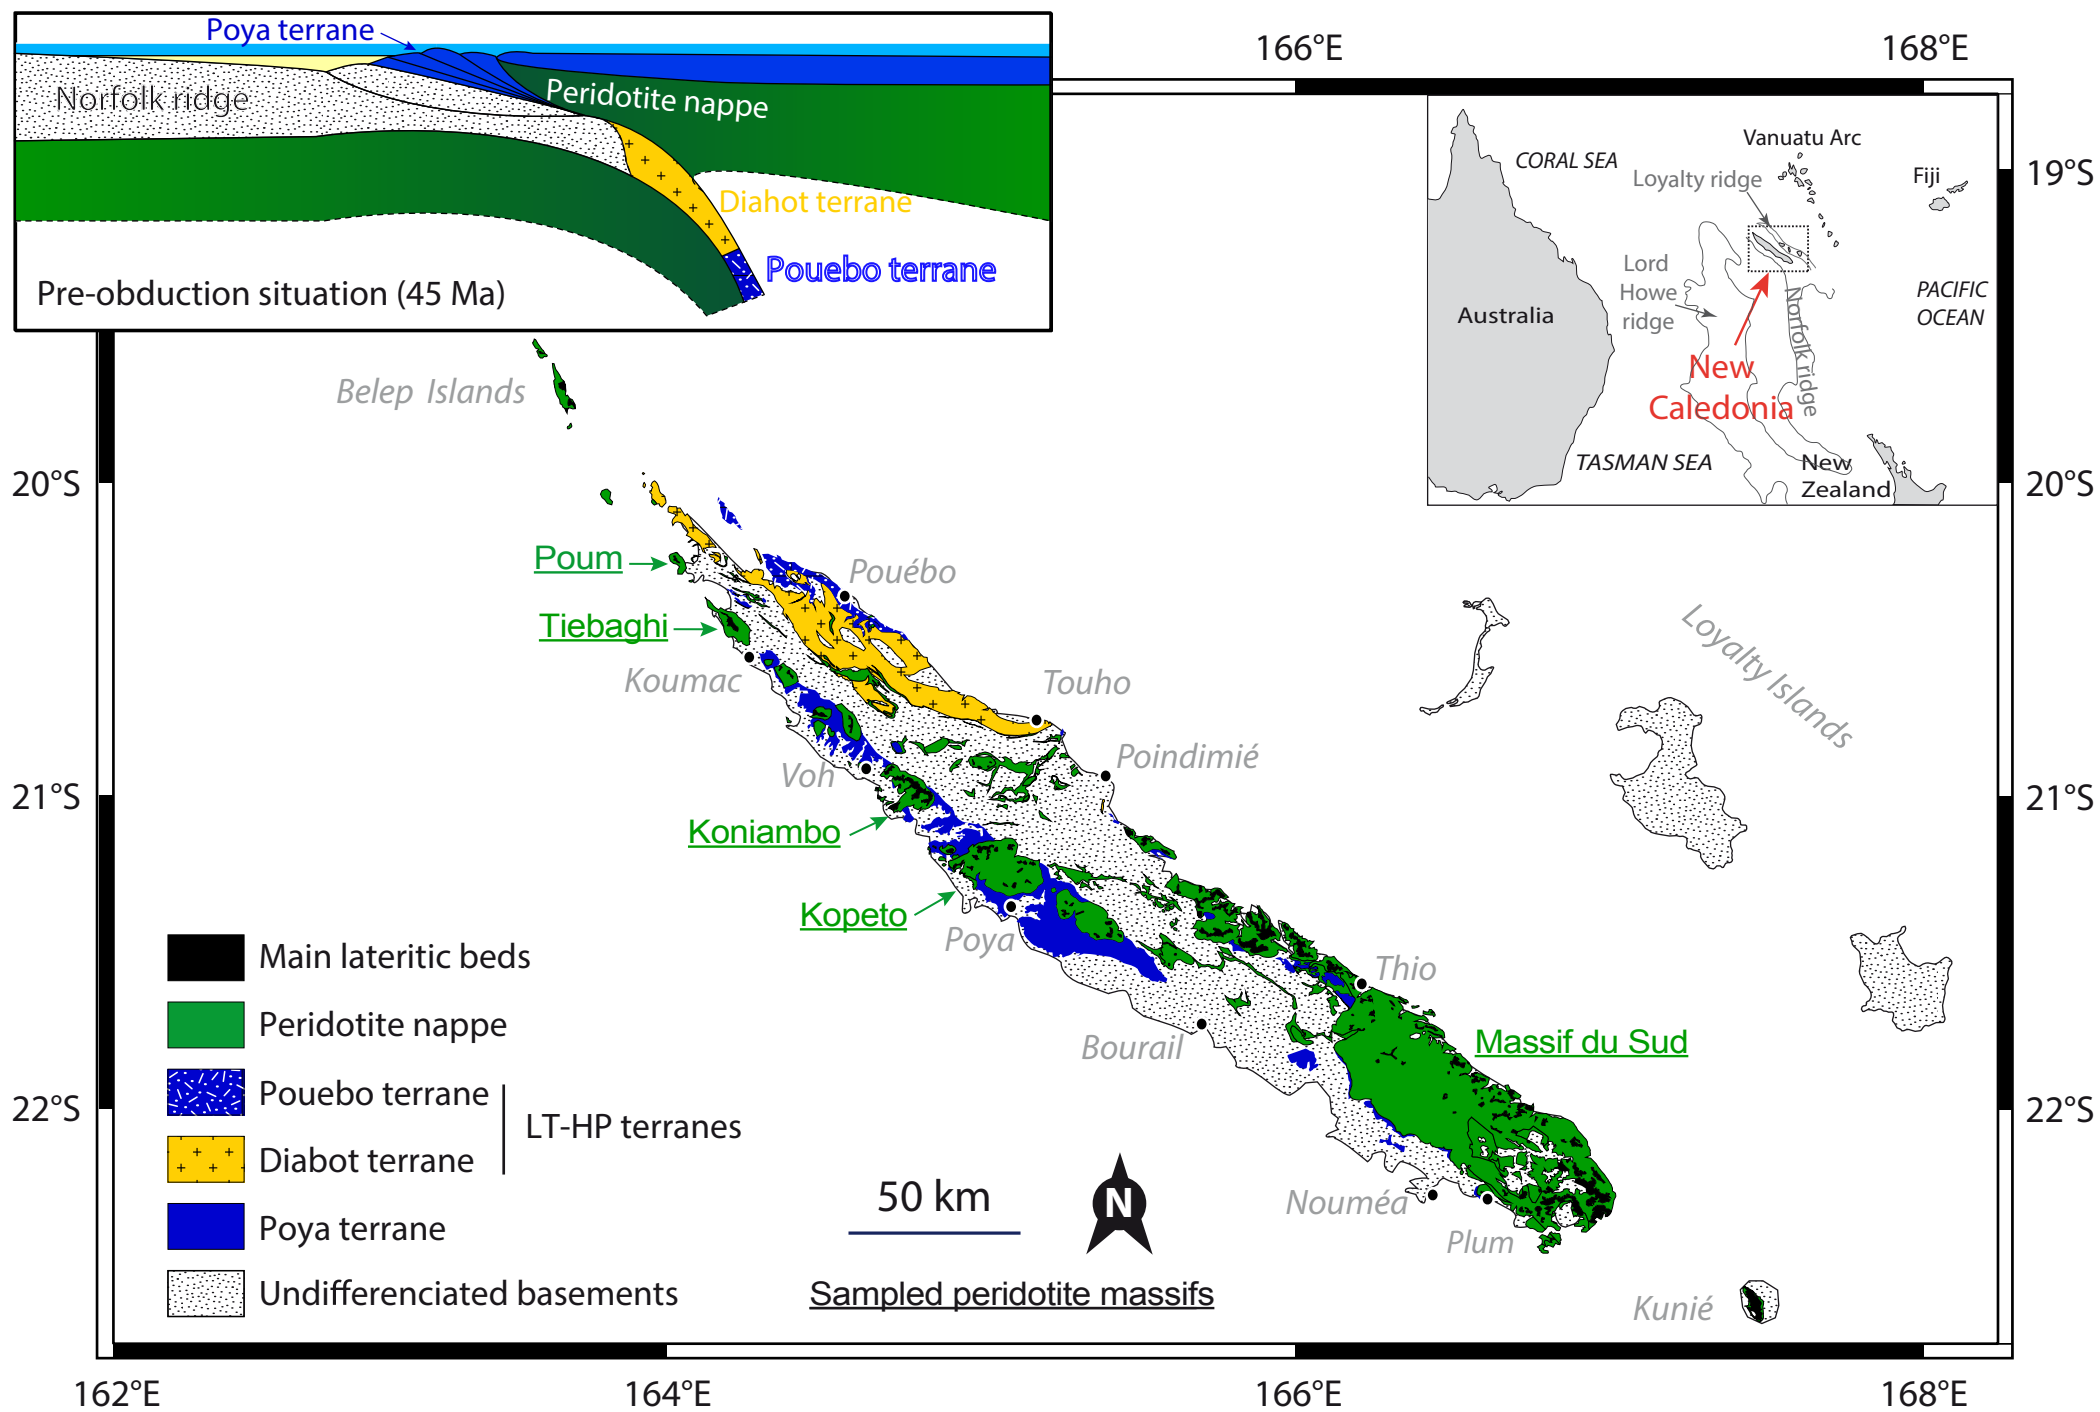 Poya terrane
Norfolk ridge
Peridotite nappe
Diahot terrane
Pouebo terrane
Pre-obduction situation (45 Ma)
166°E
168°E
Vanuatu Arc
CORAL SEA
Loyalty ridge
Fiji
Lord
Howe
ridge
PACIFIC
OCEAN
Australia
Norfolk ridge
New
Caledonia
TASMAN SEA
New
Zealand
19°S
20°S
20°S
21°S
21°S
22°S
22°S
Belep Islands
Poum
Pouébo
Tiebaghi
Koumac
Touho
Loyalty Islands
Voh
Poindimié
Koniambo
Kopeto
Poya
Thio
Bourail
Massif du Sud
Nouméa
Plum
Kunié
Main lateritic beds
Peridotite nappe
Pouebo terrane
LT-HP terranes
Diabot terrane
Poya terrane
Undifferenciated basements
50 km
N
Sampled peridotite massifs
162°E
164°E
166°E
168°E